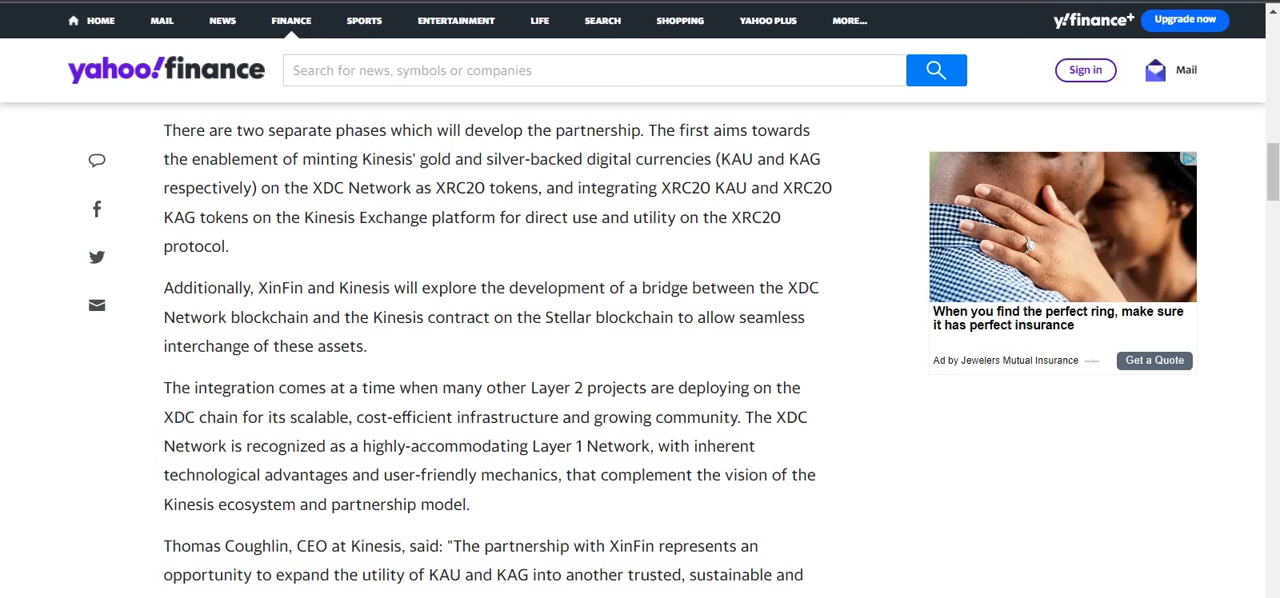 HOME MAIL NEWS FINANCE SPORTS ENTERTAINMENT LIFE SEARCH SHOPPING YAHOO PLUS MORE... y!finance+ Upgrade now
yahoo!finance Search for news, symbols or companies Sign in Mail
There are two separate phases which will develop the partnership. The first aims towards
the enablement of minting Kinesis' gold and silver-backed digital currencies (KAU and KAG
respectively) on the XDC Network as XRC20 tokens, and integrating XRC20 KAU and XRC20
KAG tokens on the Kinesis Exchange platform for direct use and utility on the XRC20
protocol.
Additionally, XinFin and Kinesis will explore the development of a bridge between the XDC
Network blockchain and the Kinesis contract on the Stellar blockchain to allow seamless
interchange of these assets.
The integration comes at a time when many other Layer 2 projects are deploying on the
XDC chain for its scalable, cost-efficient infrastructure and growing community. The XDC
Network is recognized as a highly-accommodating Layer 1 Network, with inherent
technological advantages and user-friendly mechanics, that complement the vision of the
Kinesis ecosystem and partnership model.
Thomas Coughlin, CEO at Kinesis, said: "The partnership with XinFin represents an
opportunity to expand the utility of KAU and KAG into another trusted, sustainable and
When you find the perfect ring, make sure
it has perfect insurance
Ad by Jewelers Mutual Insurance Get a Quote